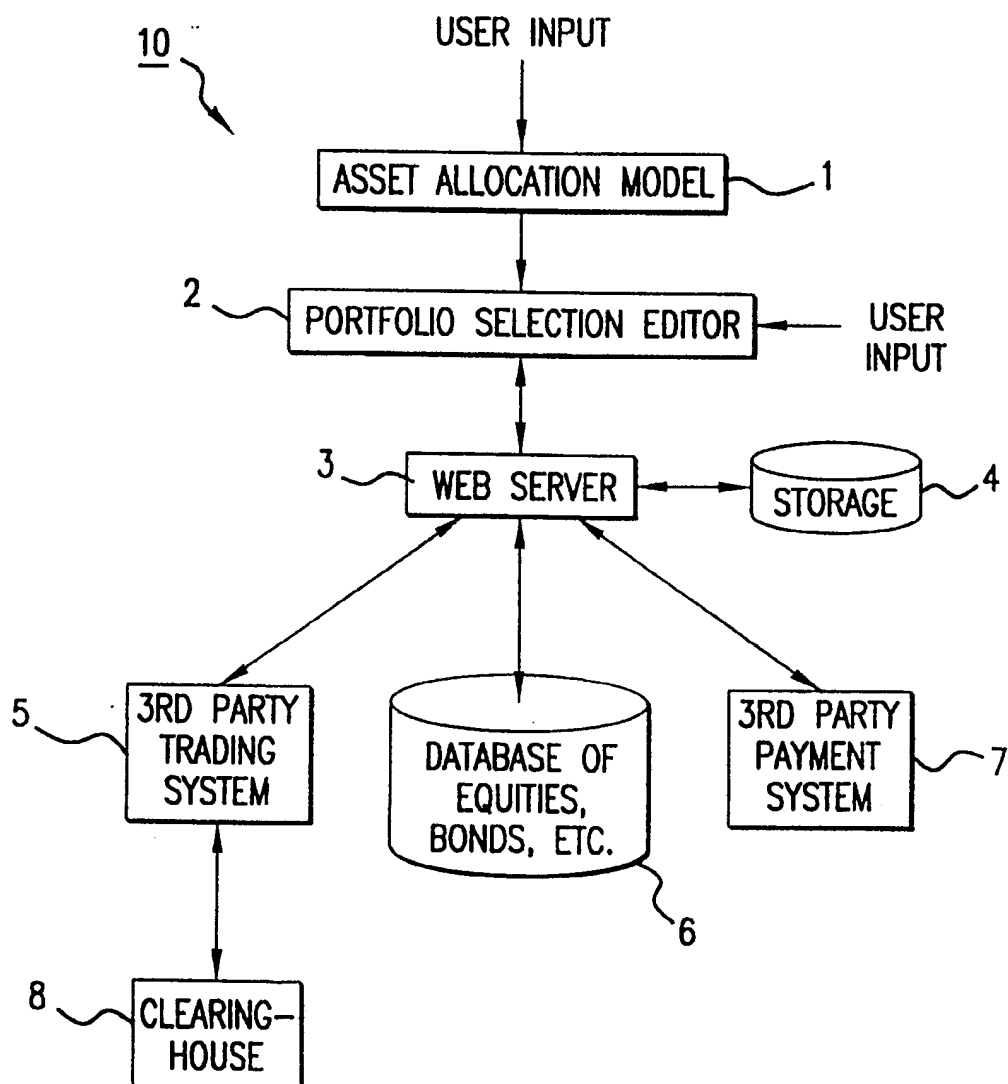 10
USER INPUT
ASSET ALLOCATION MODEL
1
2
PORTFOLIO SELECTION EDITOR
USER
INPUT
3
WEB SERVER
STORAGE
4
5
3RD PARTY
TRADING
SYSTEM
DATABASE OF
EQUITIES,
BONDS, ETC.
6
3RD PARTY
PAYMENT
SYSTEM
7
8
CLEARING-
HOUSE